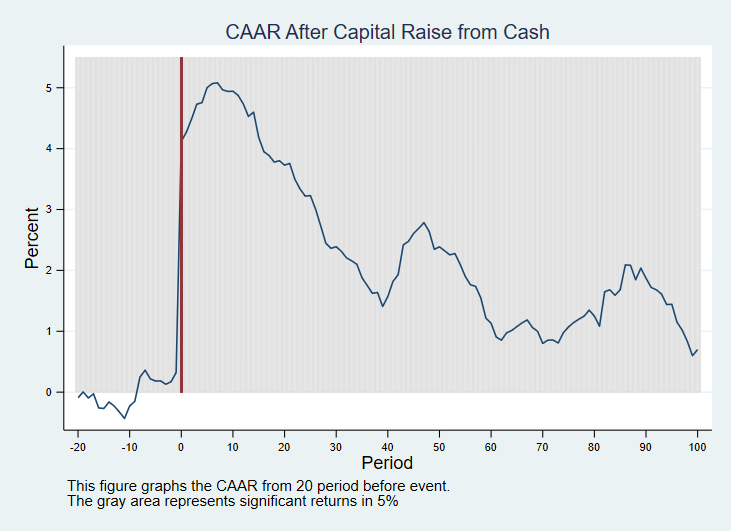 CAAR After Capital Raise from Cash
Percent
5
4
3
2
1
0
-20 -10 0 10 20 30 40 50 60 70 80 90 100
Period
This figure graphs the CAAR from 20 period before event.
The gray area represents significant returns in 5%